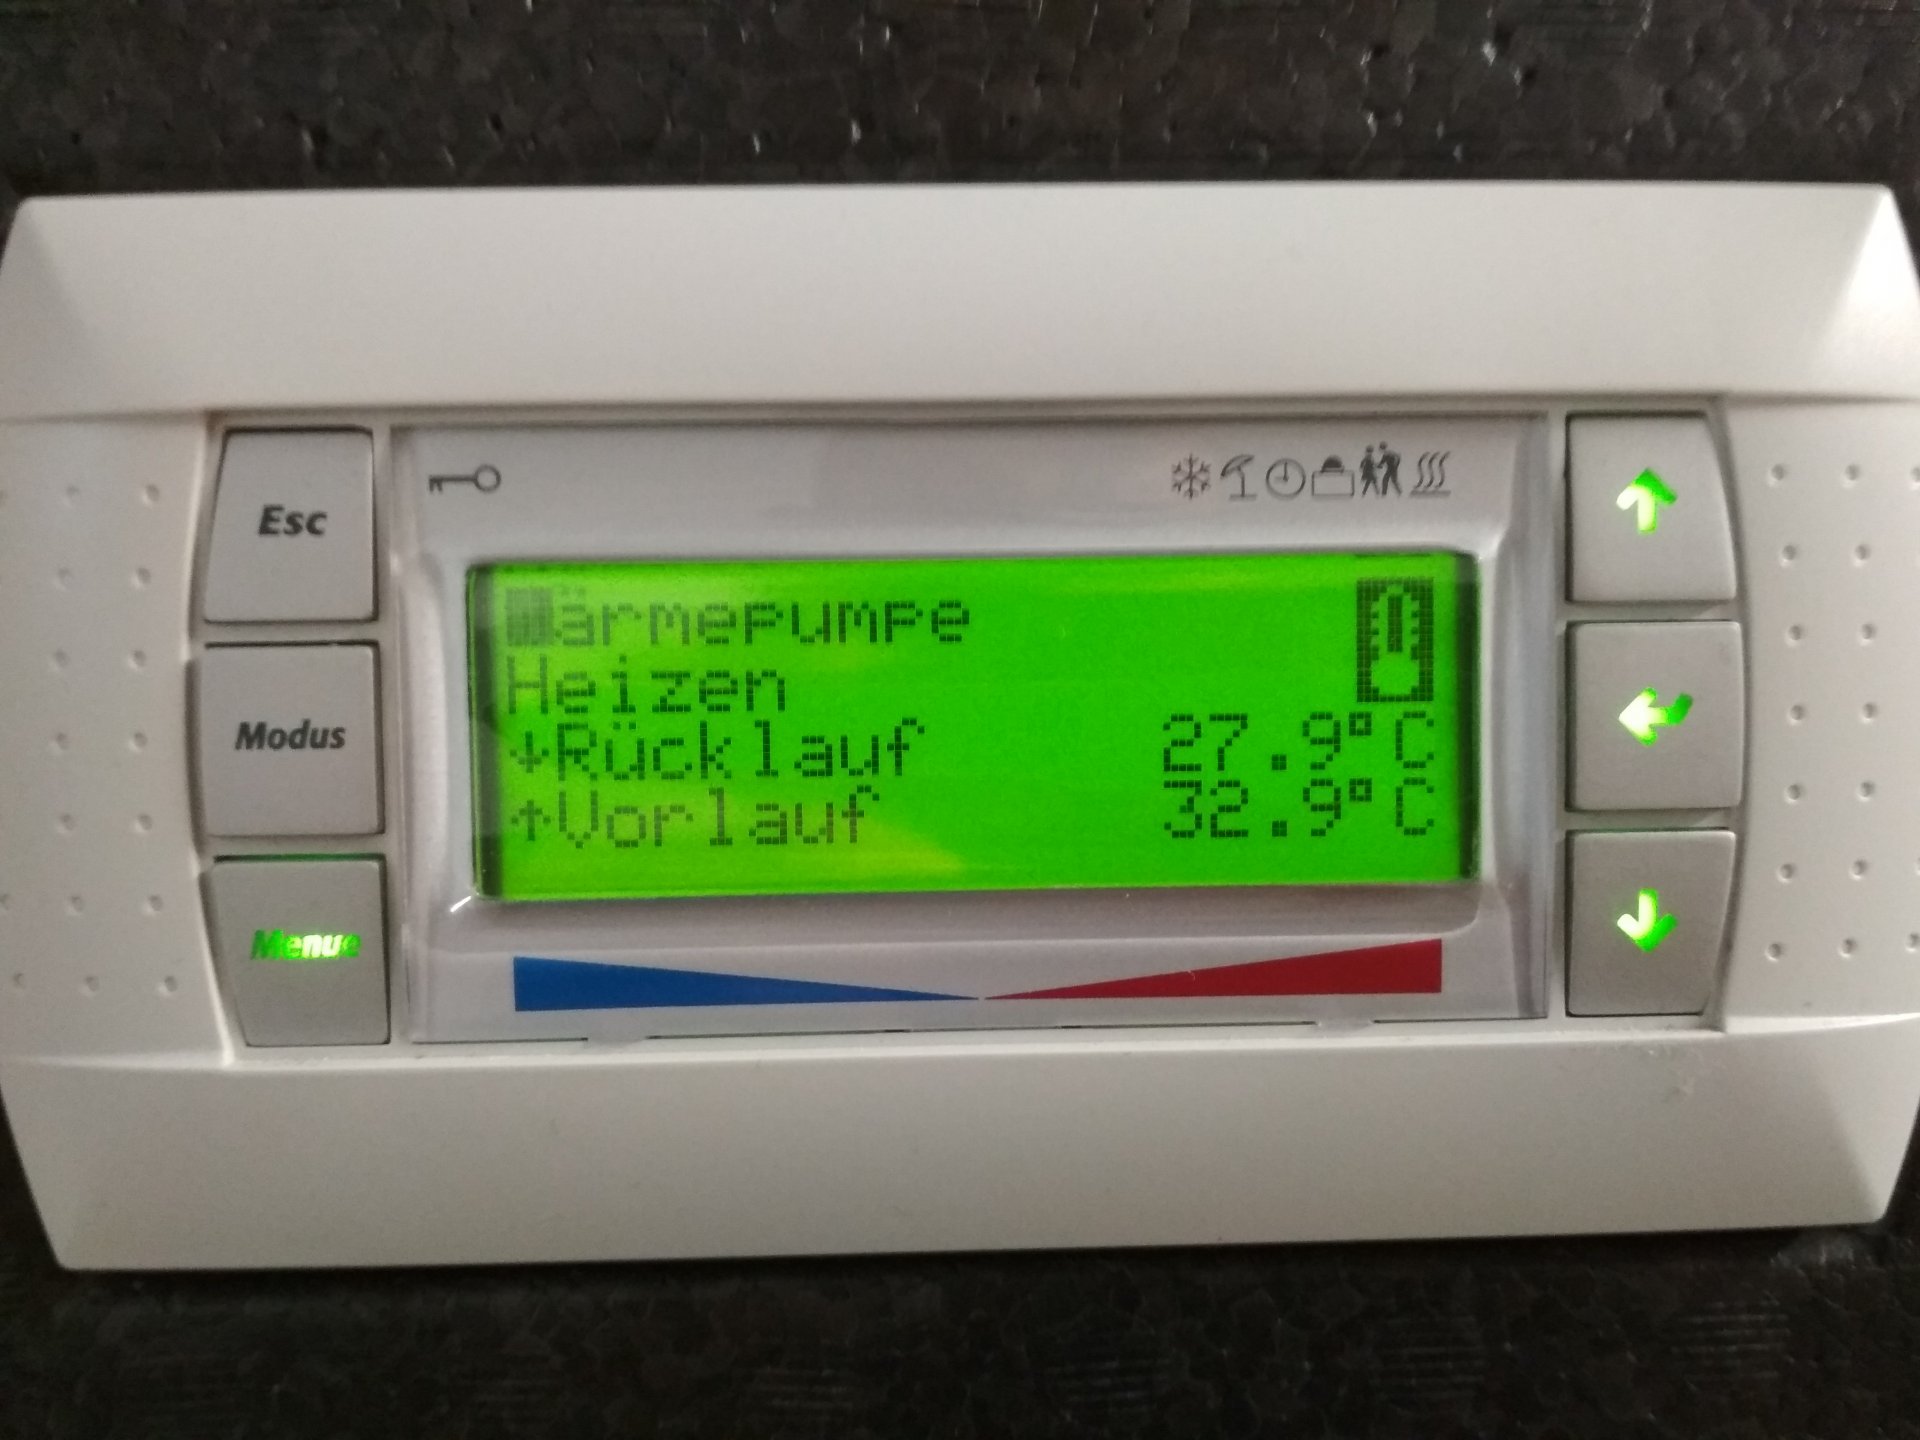 Esc
Modus
Menue
Wärmepumpe
Heizen
↓Rücklauf 27.9°C
↑Vorlauf 32.9°C